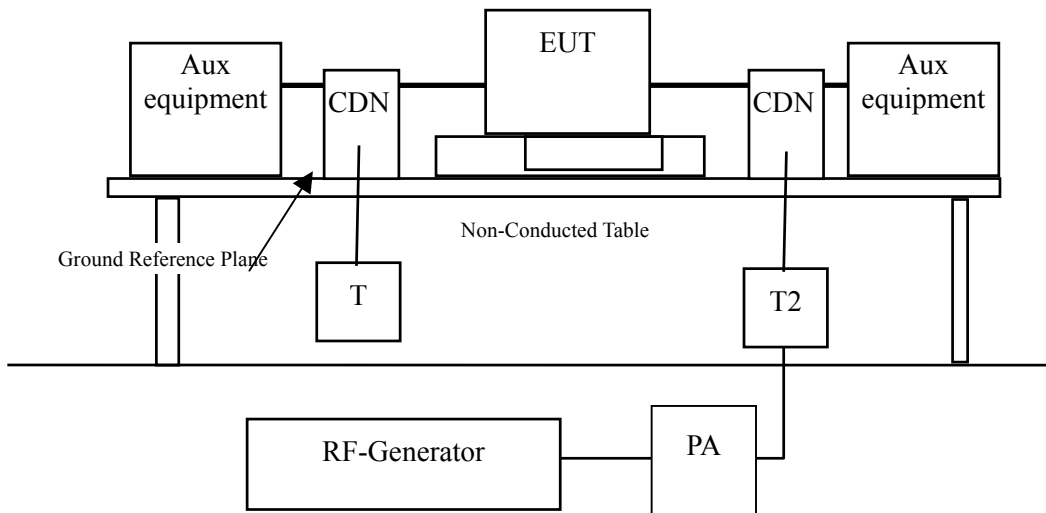 EUT
Aux
equipment
CDN
CDN
Aux
equipment
Non-Conducted Table
Ground Reference Plane
T
T2
RF-Generator
PA